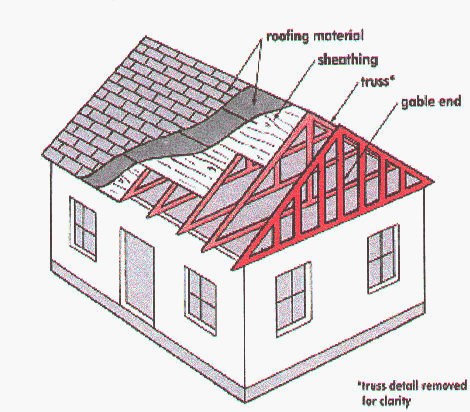 roofing material
sheathing
truss*
gable end
*truss detail removed
for clarity